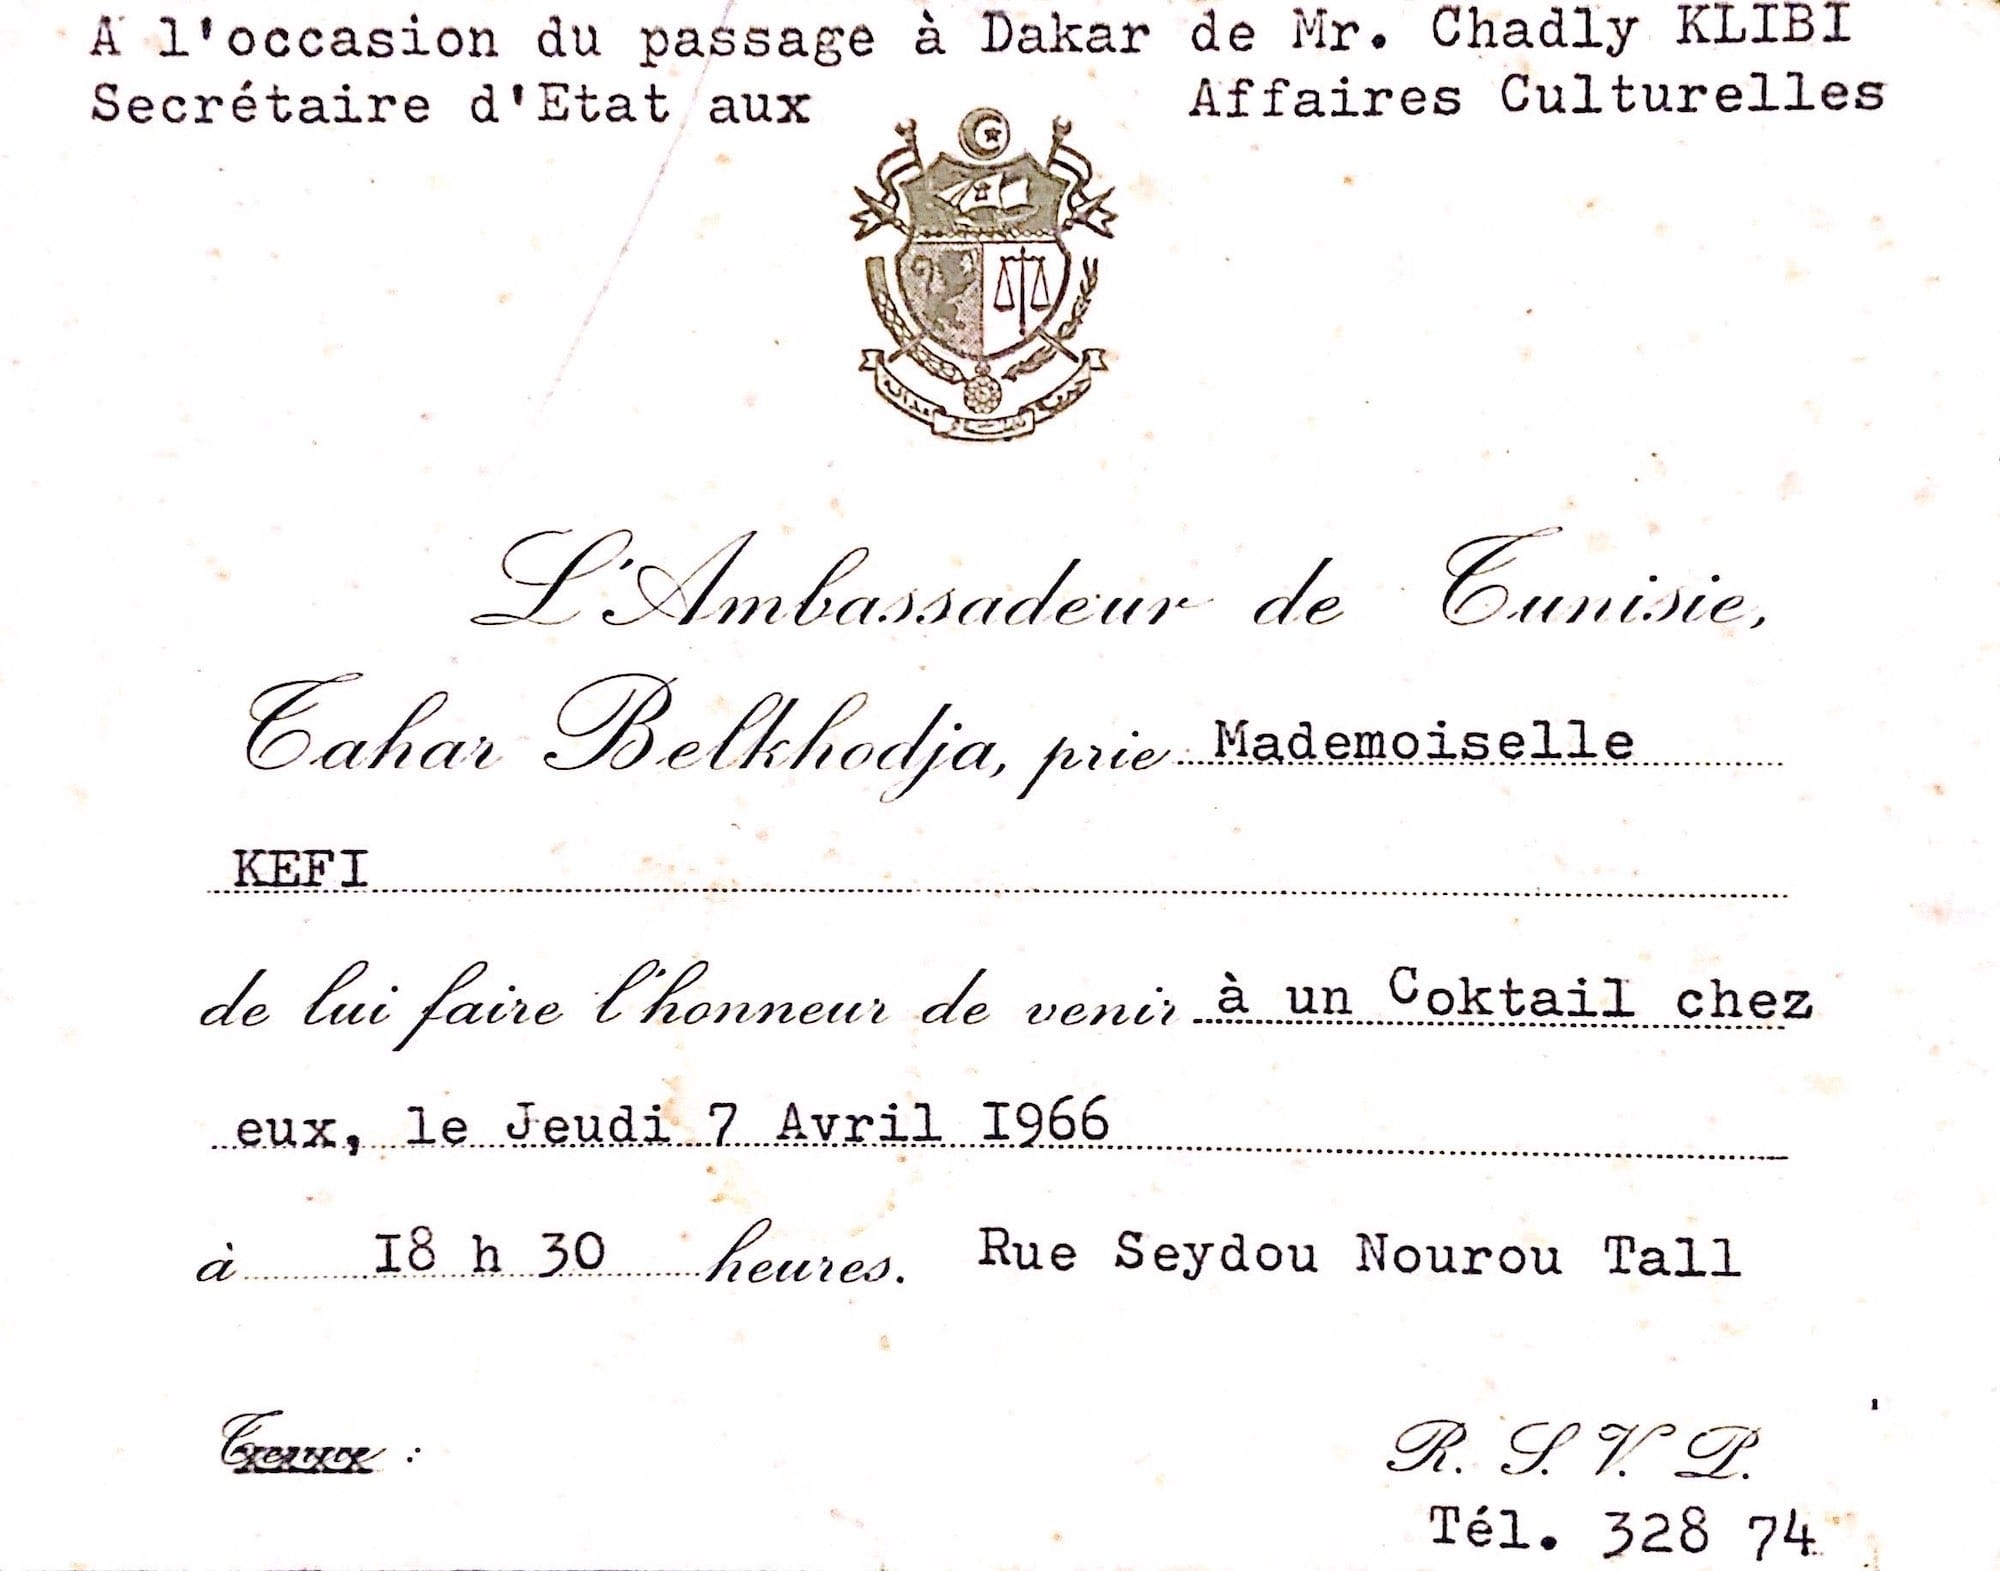 A l'occasion du passage à Dakar de Mr. Chadly KLIBI
Secrétaire d'Etat aux Affaires Culturelles
L'Ambassadeur de Tunisie,
Tahar Belkhodja, prie Mademoiselle
KEFI
de lui faire l'honneur de venir à un Coktail chez
eux, le Jeudi 7 Avril I966
à I8 h 30 heures. Rue Seydou Nourou Tall
R. S. V. P.
Tél. 328 74